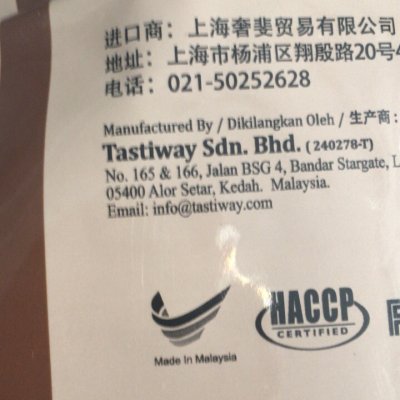 进口商：上海奢斐贸易有限公司
地址：上海市杨浦区翔殷路20号
电话：021-50252628
Manufactured By / Dikilangkan Oleh / 生产商：
Tastiway Sdn. Bhd. ( 240278-T)
No. 165 & 166, Jalan BSG 4, Bandar Stargate, L
05400 Alor Setar, Kedah. Malaysia.
Email: info@tastiway.com
HACCP
CERTIFIED
Made In Malaysia